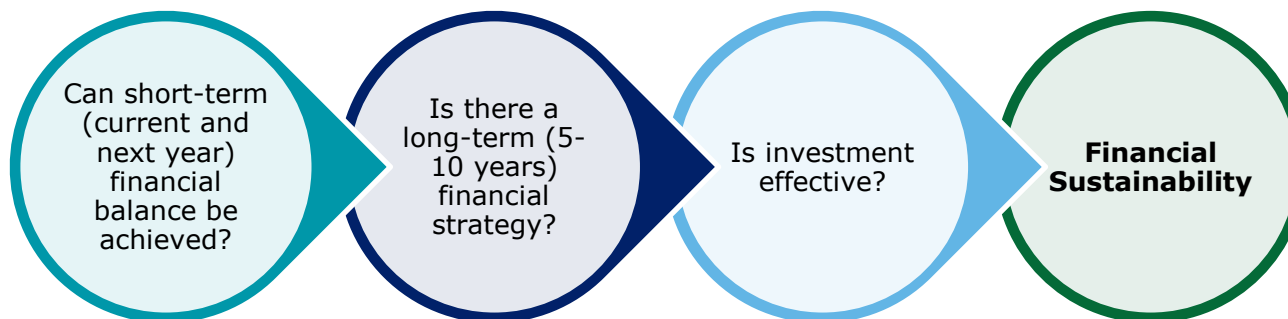 Can short-term
(current and
next year)
financial
balance be
achieved?
Is there a
long-term (5-
10 years)
financial
strategy?
Is investment
effective?
Financial
Sustainability